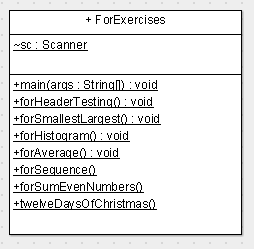 + ForExercises
~sc : Scanner
+main(args : String[]) : void
+forHeaderTesting() : void
+forSmallestLargest() : void
+forHistogram() : void
+forAverage() : void
+forSequence()
+forSumEvenNumbers()
+twelveDaysOfChristmas()